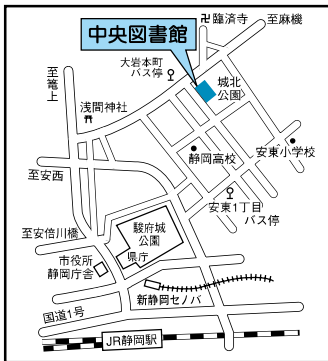 中央図書館
卍臨済寺
至麻機
大岩本町
バス停
城北
公園
至
篭
上
浅間神社
静岡高校
安東小学校
至安西
安東1丁目
バス停
至安倍川橋
駿府城
公園
県庁
市役所
静岡庁舎
新静岡セノバ
国道1号
JR静岡駅